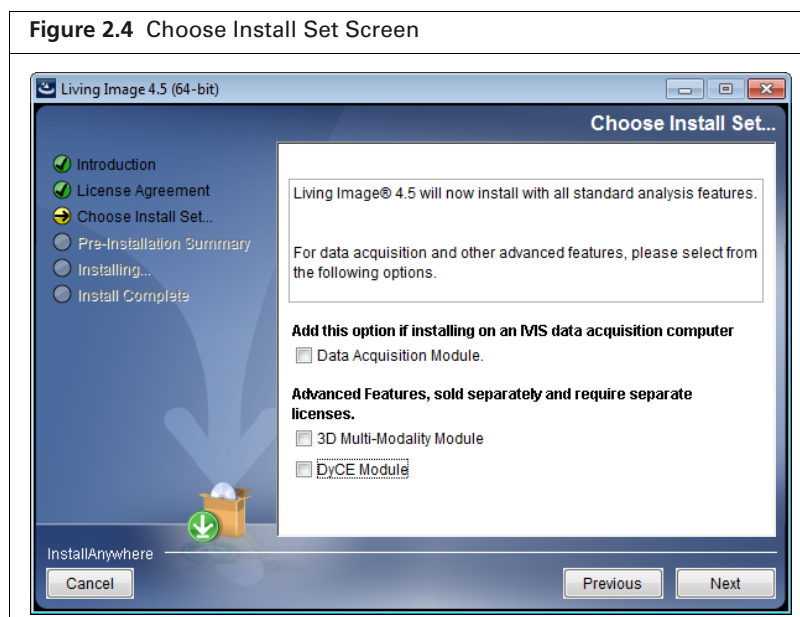 Figure 2.4 Choose Install Set Screen
Living Image 4.5 (64-bit)
Choose Install Set...
Introduction
License Agreement
Choose Install Set...
Pre-Installation Summary
Installing...
Install Complete
Living Image® 4.5 will now install with all standard analysis features.
For data acquisition and other advanced features, please select from
the following options.
Add this option if installing on an IVIS data acquisition computer
Data Acquisition Module.
Advanced Features, sold separately and require separate
licenses.
3D Multi-Modality Module
DyCE Module
InstallAnywhere
Cancel
Previous
Next